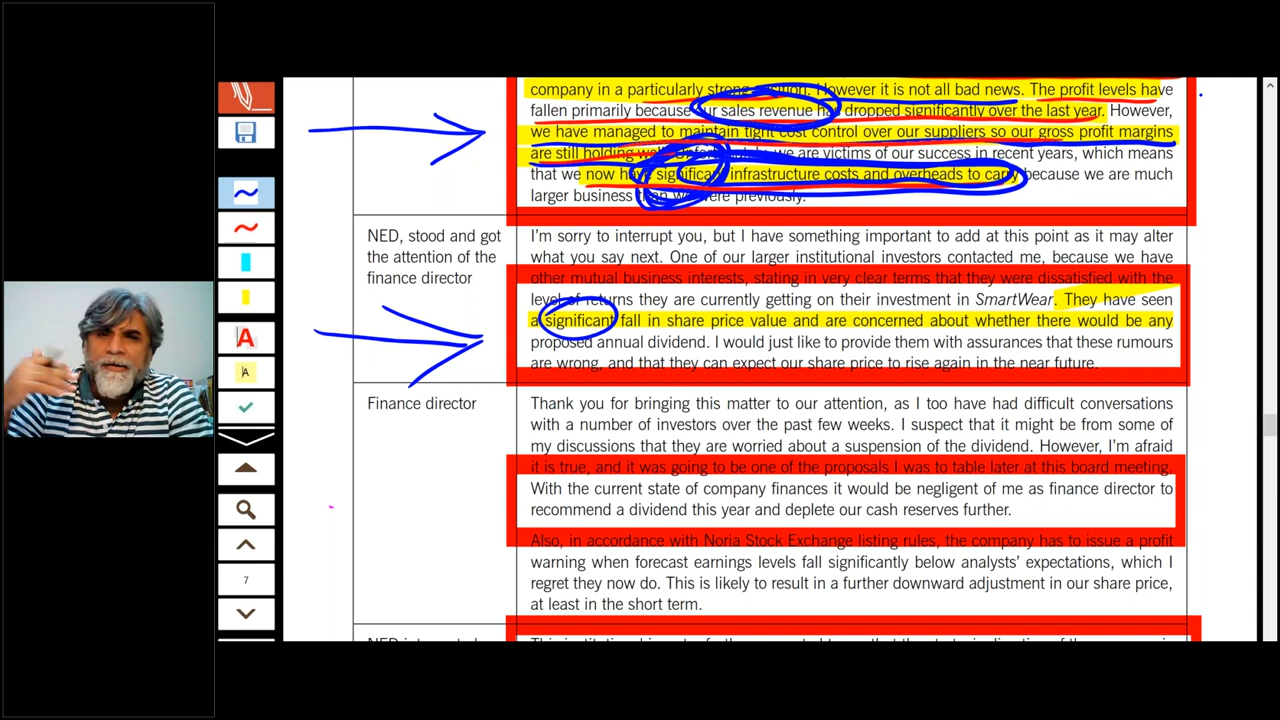 company in a particularly strong position. However it is not all bad news. The profit levels have
fallen primarily because our sales revenue has dropped significantly over the last year. However,
we have managed to maintain tight cost control over our suppliers so our gross profit margins
are still holding we are victims of our success in recent years, which means
that we now have significant infrastructure costs and overheads to carry because we are much
larger business than we were previously.
NED, stood and got
the attention of the
finance director
I'm sorry to interrupt you, but I have something important to add at this point as it may alter
what you say next. One of our larger institutional investors contacted me, because we have
other mutual business interests, stating in very clear terms that they were dissatisfied with the
level of returns they are currently getting on their investment in SmartWear. They have seen
a significant fall in share price value and are concerned about whether there would be any
proposed annual dividend. I would just like to provide them with assurances that these rumours
are wrong, and that they can expect our share price to rise again in the near future.
Finance director
Thank you for bringing this matter to our attention, as I too have had difficult conversations
with a number of investors over the past few weeks. I suspect that it might be from some of
my discussions that they are worried about a suspension of the dividend. However, I'm afraid
it is true, and it was going to be one of the proposals I was to table later at this board meeting.
With the current state of company finances it would be negligent of me as finance director to
recommend a dividend this year and deplete our cash reserves further.
Also, in accordance with Noria Stock Exchange listing rules, the company has to issue a profit
warning when forecast earnings levels fall significantly below analysts' expectations, which I
regret they now do. This is likely to result in a further downward adjustment in our share price,
at least in the short term.
A
A
7